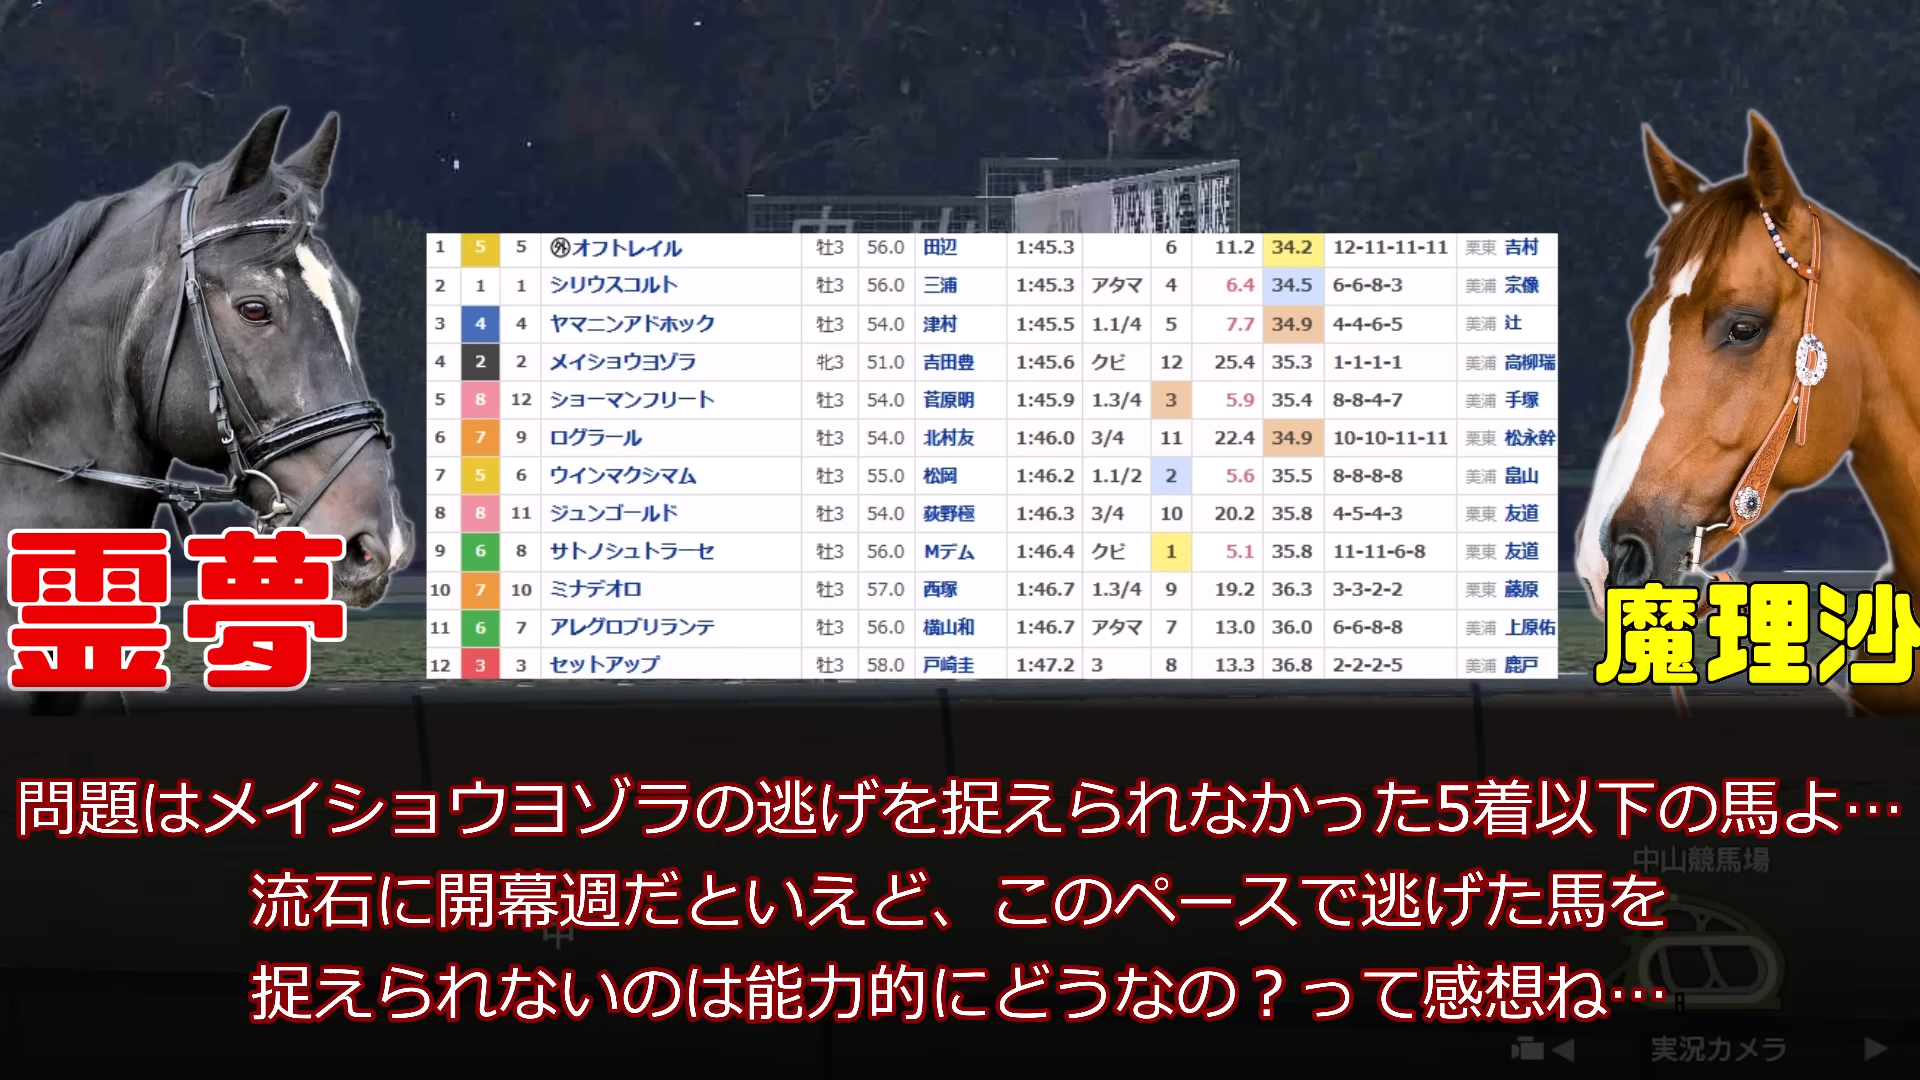 1 5 5 ㊕オフトレイル 牡3 56.0 田辺 1:45.3 6 11.2 34.2 12-11-11-11 栗東 吉村
2 1 1 シリウスコルト 牡3 56.0 三浦 1:45.3 アタマ 4 6.4 34.5 6-6-8-3 美浦 宗像
3 4 4 ヤマニンアドホック 牡3 54.0 津村 1:45.5 1.1/4 5 7.7 34.9 4-4-6-5 美浦 辻
4 2 2 メイショウヨゾラ 牝3 51.0 吉田豊 1:45.6 クビ 12 25.4 35.3 1-1-1-1 美浦 高柳瑞
5 8 12 ショーマンフリート 牡3 54.0 菅原明 1:45.9 1.3/4 3 5.9 35.4 8-8-4-7 美浦 手塚
6 7 9 ログラール 牡3 54.0 北村友 1:46.0 3/4 11 22.4 34.9 10-10-11-11 栗東 松永幹
7 5 6 ウインマクシマム 牡3 55.0 松岡 1:46.2 1.1/2 2 5.6 35.5 8-8-8-8 美浦 畠山
8 8 11 ジュンゴールド 牡3 54.0 荻野極 1:46.3 3/4 10 20.2 35.8 4-5-4-3 栗東 友道
9 6 8 サトノシュトラーセ 牡3 56.0 Mデム 1:46.4 クビ 1 5.1 35.8 11-11-6-8 栗東 友道
10 7 10 ミナデオロ 牡3 57.0 西塚 1:46.7 1.3/4 9 19.2 36.3 3-3-2-2 栗東 藤原
11 6 7 アレグロブリランテ 牡3 56.0 横山和 1:46.7 アタマ 7 13.0 36.0 6-6-8-8 美浦 上原佑
12 3 3 セットアップ 牡3 58.0 戸崎圭 1:47.2 3 8 13.3 36.8 2-2-2-5 美浦 鹿戸
霊夢
魔理沙
問題はメイショウヨゾラの逃げを捉えられなかった5着以下の馬よ…
流石に開幕週だといえど、このペースで逃げた馬を
捉えられないのは能力的にどうなの？って感想ね…
中山競馬場
実況カメラ